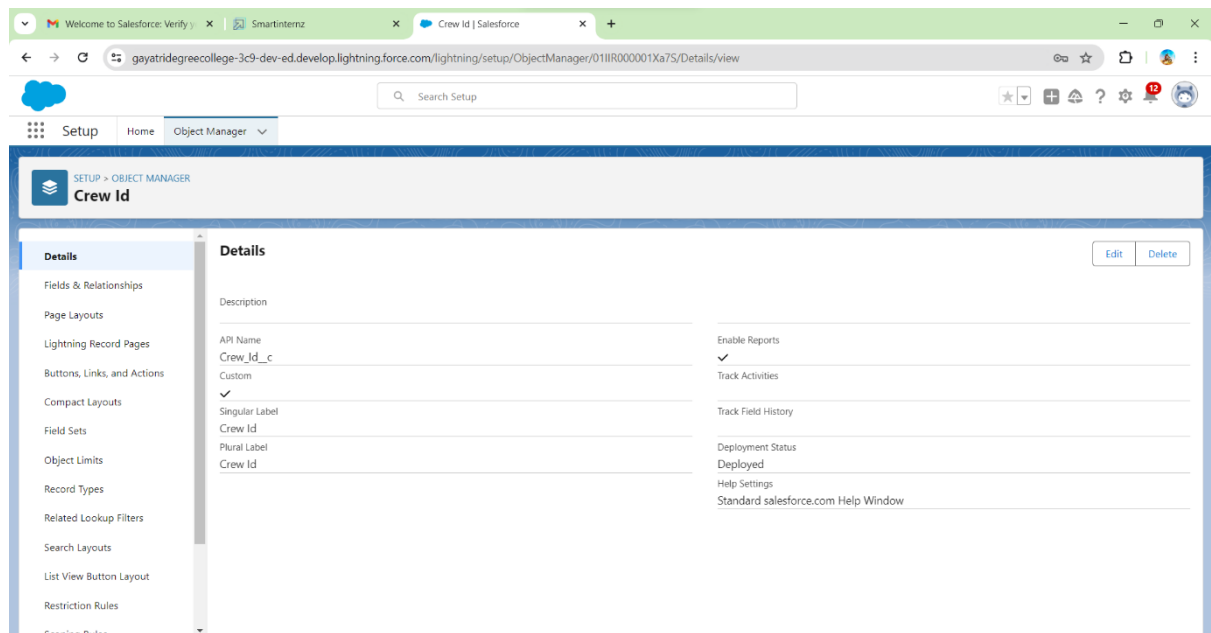 Welcome to Salesforce: Verify y
Smartinternz
Crew Id | Salesforce
gayatridegreecollege-3c9-dev-ed.develop.lightning.force.com/lightning/setup/ObjectManager/01IIR000001Xa7S/Details/view
Search Setup
12
Setup
Home
Object Manager
SETUP > OBJECT MANAGER
Crew Id
Details
Fields & Relationships
Page Layouts
Lightning Record Pages
Buttons, Links, and Actions
Compact Layouts
Field Sets
Object Limits
Record Types
Related Lookup Filters
Search Layouts
List View Button Layout
Restriction Rules
Details
Edit
Delete
Description
API Name
Crew_Id__c
Custom
Singular Label
Crew Id
Plural Label
Crew Id
Enable Reports
Track Activities
Track Field History
Deployment Status
Deployed
Help Settings
Standard salesforce.com Help Window